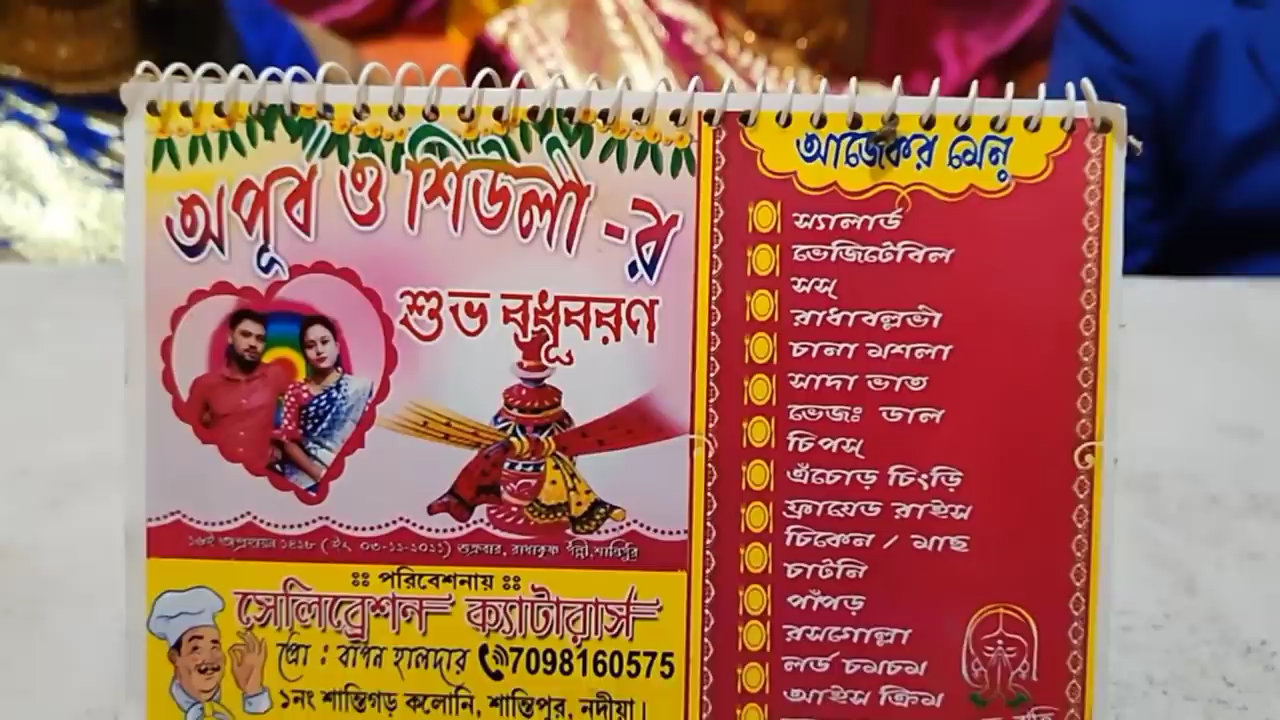 অপূর্ব ও শিউলী -র
শুভ বধূবরণ
শুক্রবার, রাধাকৃষ্ণ পল্লী, শান্তিপুর
ঃঃ পরিবেশনায় ঃঃ
সেলিব্রেশন ক্যাটারার্স
প্রো : বাপন হালদার 7098160575
১নং শান্তিগড় কলোনি, শান্তিপুর, নদীয়া।
আজকের মেনু
স্যালার্ড
ভেজিটেবিল
সস্
রাধাবল্লভী
চানা মশলা
সাদা ভাত
ভেজঃ ডাল
চিপস্
এঁচোড় চিংড়ি
ফ্রায়েড রাইস
চিকেন / মাছ
চাটনি
পাঁপড়
রসগোল্লা
লর্ড চমচম
আইস ক্রিম